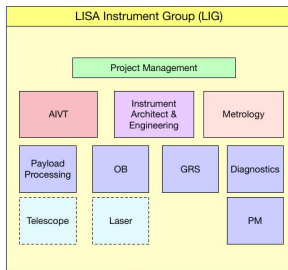 LISA Instrument Group (LIG)
Project Management
AIVT
Instrument
Architect &
Engineering
Metrology
Payload
Processing
OB
GRS
Diagnostics
Telescope
Laser
PM